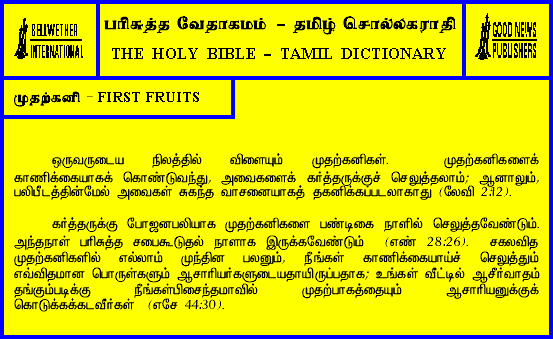 BELLWETHER
INTERNATIONAL
பரிசுத்த வேதாகமம் - தமிழ் சொல்லகராதி
THE HOLY BIBLE - TAMIL DICTIONARY
GOOD NEWS
PUBLISHERS
முதற்கனி - FIRST FRUITS
ஒருவருடைய நிலத்தில் விளையும் முதற்கனிகள். முதற்கனிகளைக்
காணிக்கையாகக் கொண்டுவந்து, அவைகளைக் கர்த்தருக்குச் செலுத்தலாம்; ஆனாலும்,
பலிபீடத்தின்மேல் அவைகள் சுகந்த வாசனையாகத் தகனிக்கப்படலாகாது (லேவி 2:12).
கர்த்தருக்கு போஜனபலியாக முதற்கனிகளை பண்டிகை நாளில் செலுத்தவேண்டும்.
அந்தநாள் பரிசுத்த சபைகூடுதல் நாளாக இருக்கவேண்டும் (எண் 28:26). சகலவித
முதற்கனிகளில் எல்லாம் முந்தின பலனும், நீங்கள் காணிக்கையாய்ச் செலுத்தும்
எவ்விதமான பொருள்களும் ஆசாரியர்களுடையதாயிருப்பதாக; உங்கள் வீட்டில் ஆசீர்வாதம்
தங்கும்படிக்கு நீங்கள்பிசைந்தமாவில் முதற்பாகத்தையும் ஆசாரியனுக்குக்
கொடுக்கக்கடவீர்கள் (எசே 44:30).